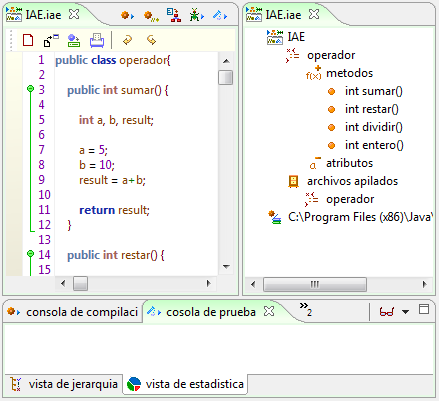 IAE.iae
1 public class operador{
2
3 public int sumar() {
4
5 int a, b, result;
6
7 a = 5;
8 b = 10;
9 result = a+b;
10
11 return result;
12 }
13
14 public int restar() {
15
IAE.iae
IAE
operador
f(x) metodos
int sumar()
int restar()
int dividir()
int entero()
a atributos
archivos apilados
operador
C:\Program Files (x86)\Java\
consola de compilaci
cosola de prueba
»2
vista de jerarquia
vista de estadistica